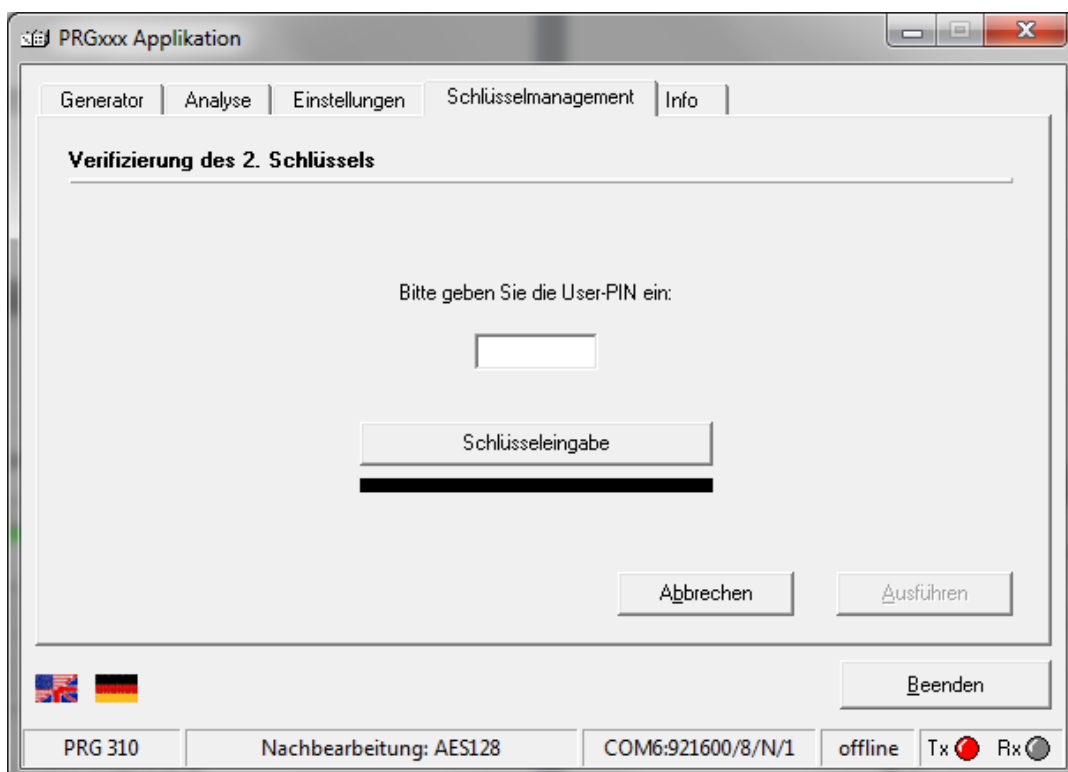 PRGxxx Applikation
Generator Analyse Einstellungen Schlüsselmanagement Info
Verifizierung des 2. Schlüssels
Bitte geben Sie die User-PIN ein:
Schlüsseleingabe
Abbrechen Ausführen
Beenden
PRG 310 Nachbearbeitung: AES128 COM6:921600/8/N/1 offline Tx Rx